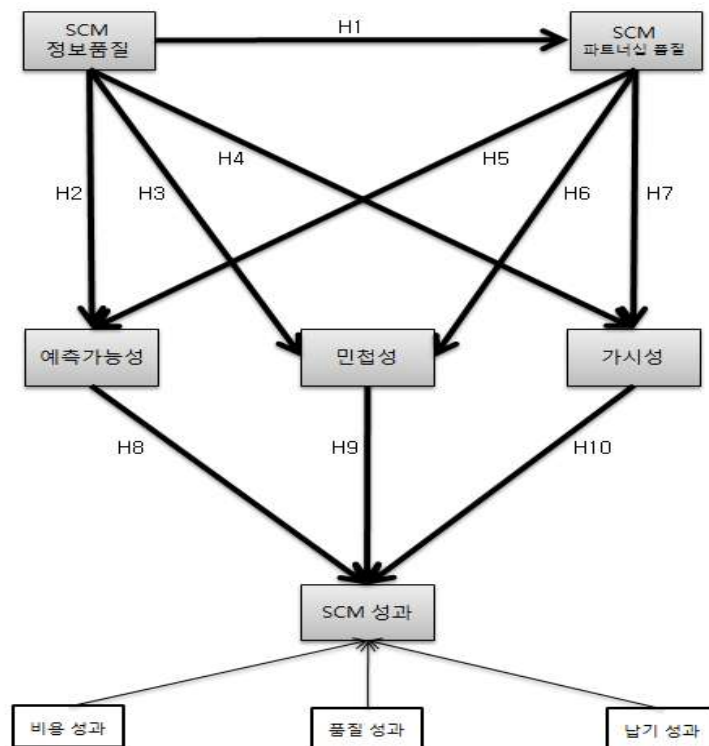 SCM
정보품질
H1
SCM
파트너십 품질
H2
H3
H4
H5
H6
H7
예측가능성
민첩성
가시성
H8
H9
H10
SCM 성과
비용 성과
품질 성과
납기 성과